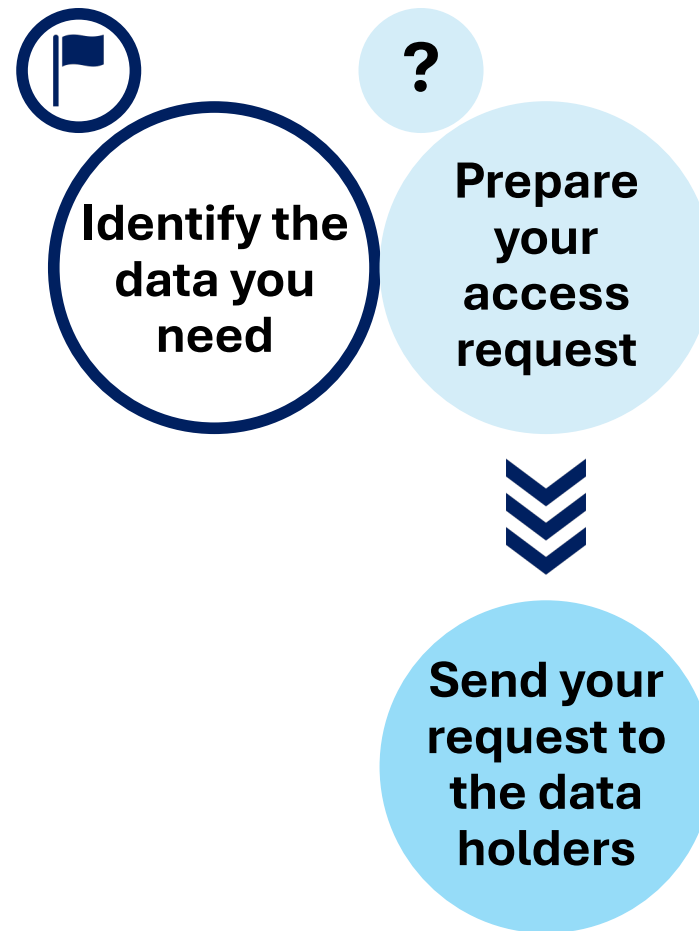 Identify the
data you
need
?
Prepare
your
access
request
Send your
request to
the data
holders